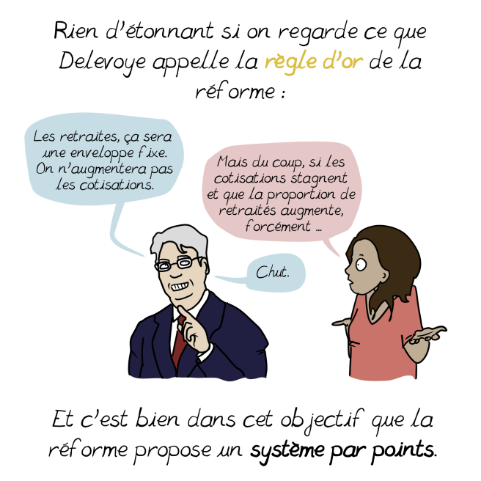 Rien d'étonnant si on regarde ce que
Delevoye appelle la règle d'or de la
réforme :
Les retraites, ça sera
une enveloppe fixe.
On n'augmentera pas
les cotisations.
Mais du coup, si les
cotisations stagnent
et que la proportion de
retraités augmente,
forcément ...
Chut.
Et c'est bien dans cet objectif que la
réforme propose un système par points.